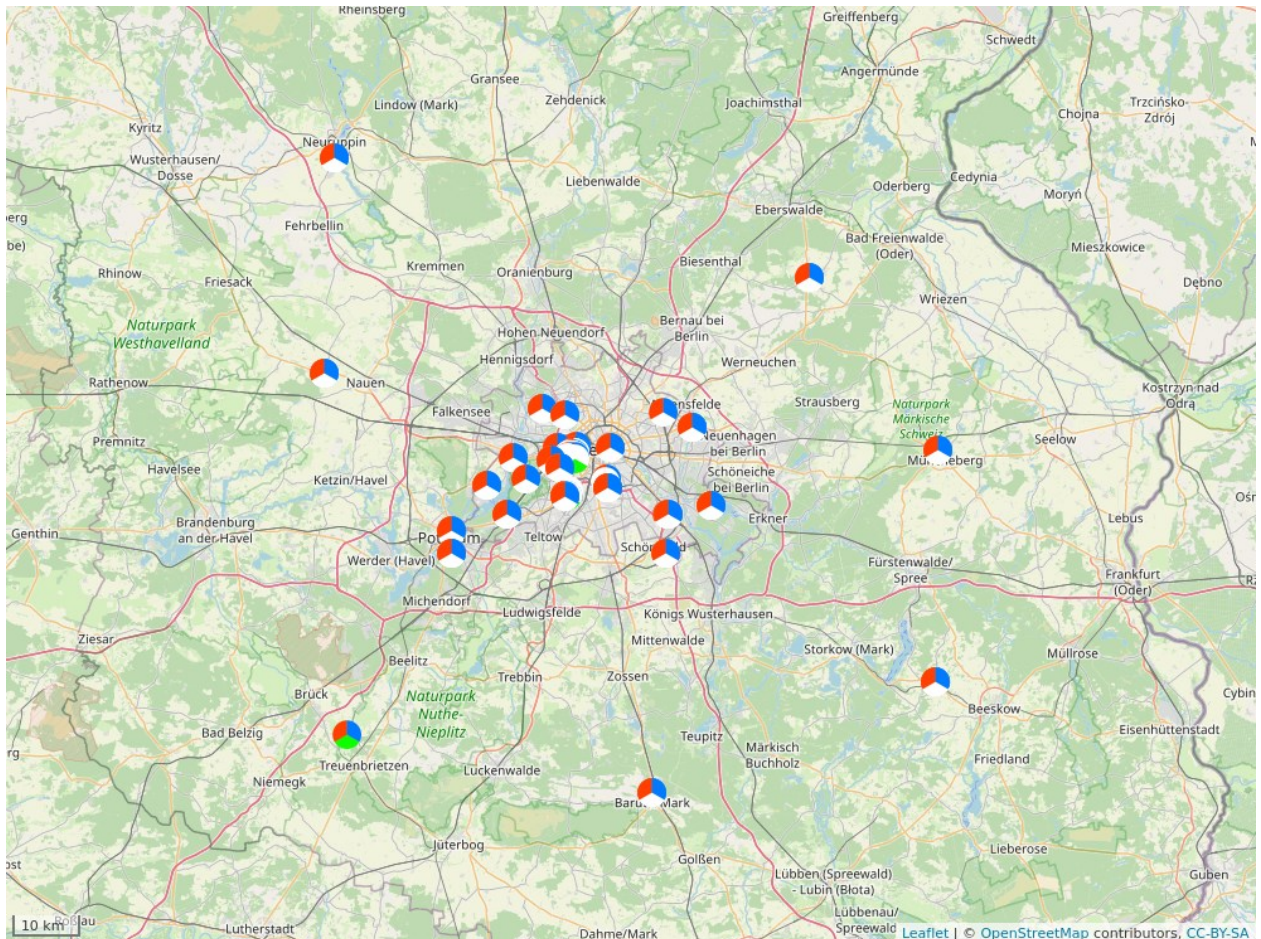 Rheinsberg
Greiffenberg
Schwedt
Gransee
Angermünde
Zehdenick
Joachimsthal
Lindow (Mark)
Trzcińsko-
Zdrój
Chojna
Kyritz
Wusterhausen/
Dosse
Liebenwalde
Cedynia
Oderberg
Moryń
Eberswalde
Fehrbellin
Bad Freienwalde
(Oder)
Mieszkowice
be)
Kremmen
Oranienburg
Biesenthal
Rhinow
Friesack
Dębno
Wriezen
Naturpark
Westhavelland
Hohen Neuendorf
Bernau bei
Berlin
Hennigsdorf
Werneuchen
Rathenow
Nauen
Kostrzyn nad
Odrą
Falkensee
Strausberg
Naturpark
Märkische
Schweiz
Premnitz
Neuenhagen
bei Berlin
Seelow
Havelsee
Ketzin/Havel
Schöneiche
bei Berlin
Brandenburg
an der Havel
Genthin
Erkner
Lebus
Teltow
Werder (Havel)
Fürstenwalde/
Spree
Frankfurt
(Oder)
Michendorf
Ludwigsfelde
Königs Wusterhausen
Ziesar
Mittenwalde
Storkow (Mark)
Müllrose
Beelitz
Trebbin
Zossen
Brück
Naturpark
Nuthe-
Nieplitz
Beeskow
Bad Belzig
Teupitz
Eisenhüttenstadt
Märkisch
Buchholz
Friedland
Treuenbrietzen
Luckenwalde
Niemegk
Jüterbog
Lieberose
Golßen
Lübben (Spreewald)
- Lubin (Błota)
Guben
Lübbenau/
Spreewald
10 km
Lutherstadt
Dahme/Mark
Leaflet | © OpenStreetMap contributors, CC-BY-SA